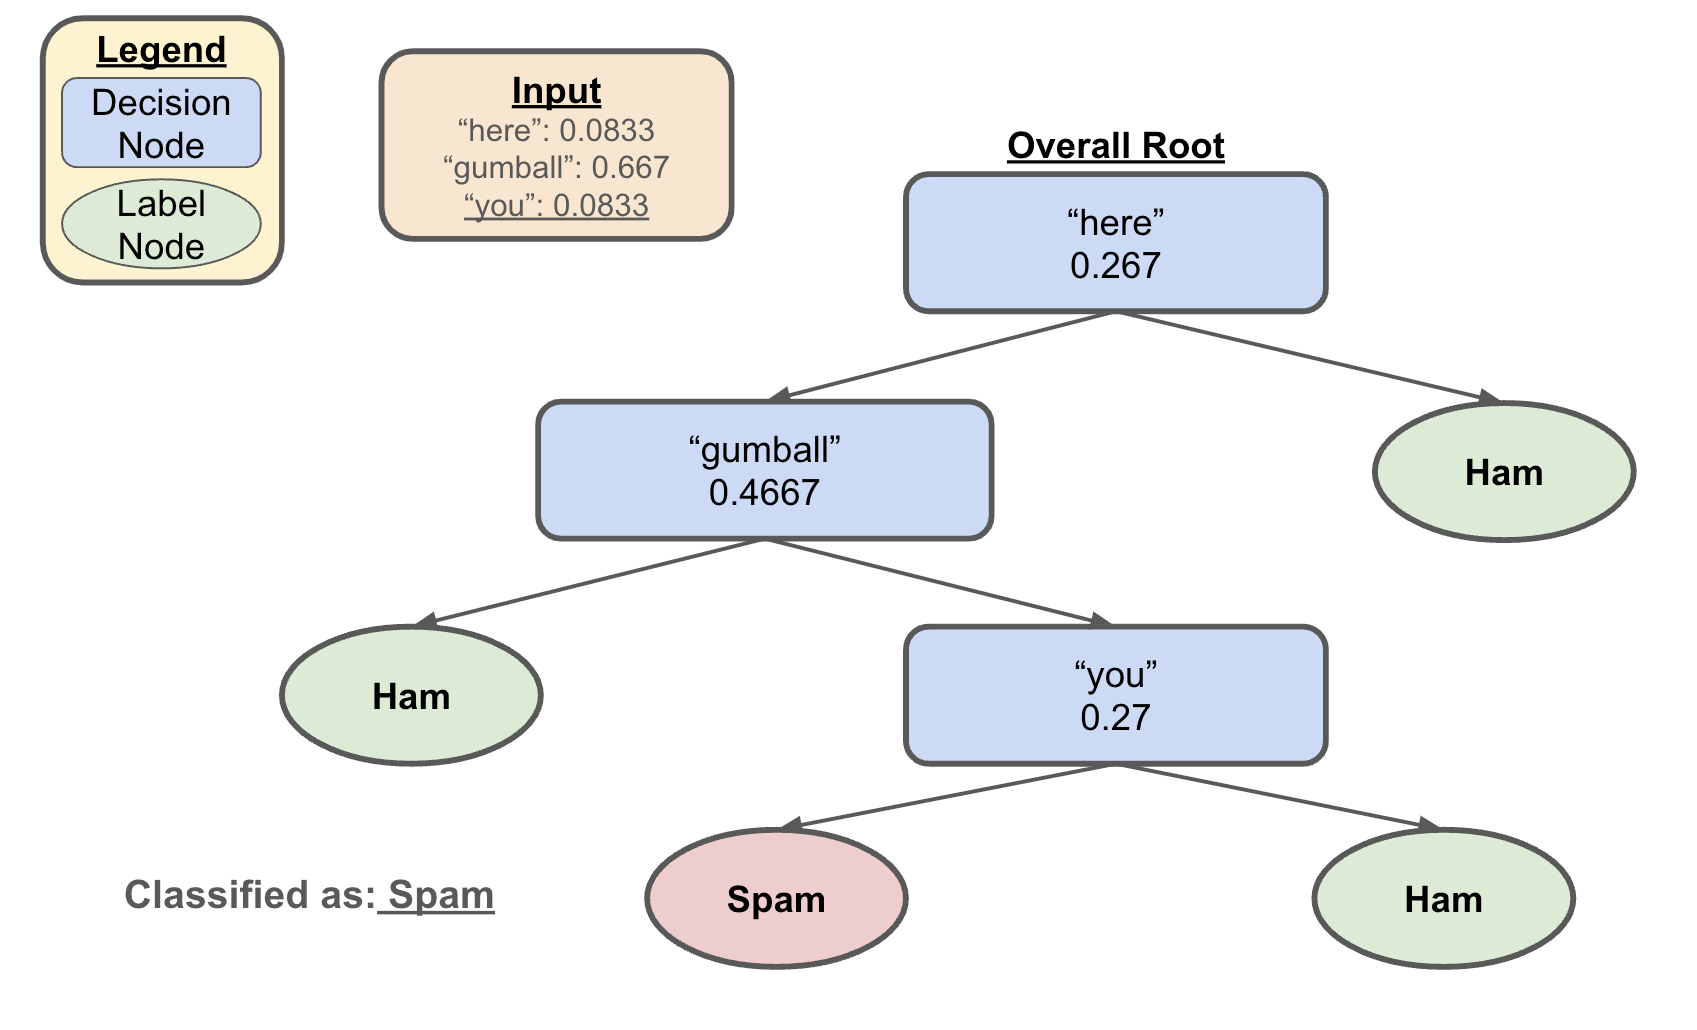 Legend
Decision
Node
Label
Node
Input
“here”: 0.0833
“gumball”: 0.667
“you”: 0.0833
Overall Root
“here”
0.267
“gumball”
0.4667
Ham
Ham
“you”
0.27
Classified as: Spam
Spam
Ham